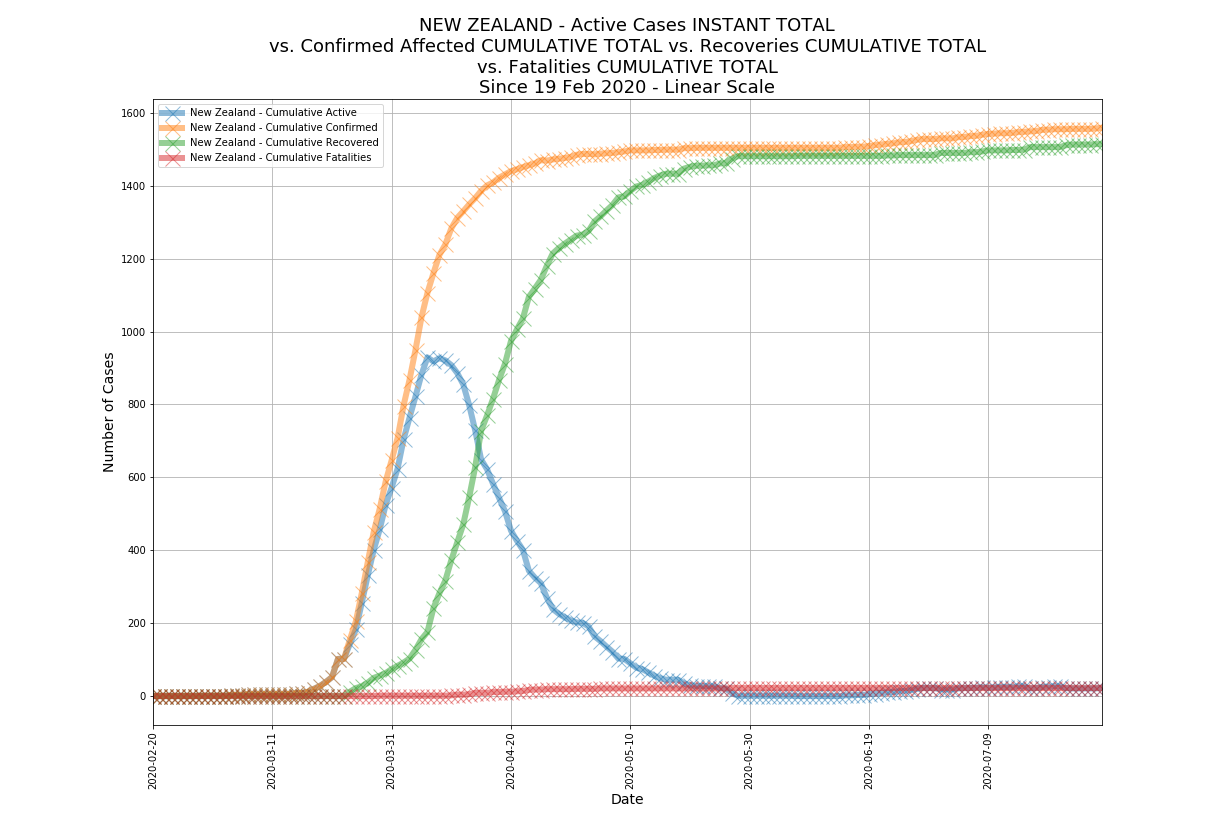 NEW ZEALAND - Active Cases INSTANT TOTAL
vs. Confirmed Affected CUMULATIVE TOTAL vs. Recoveries CUMULATIVE TOTAL
vs. Fatalities CUMULATIVE TOTAL
Since 19 Feb 2020 - Linear Scale
New Zealand - Cumulative Active
New Zealand - Cumulative Confirmed
New Zealand - Cumulative Recovered
New Zealand - Cumulative Fatalities
1600
1400
1200
1000
800
600
400
200
0
Number of Cases
2020-02-20
2020-03-11
2020-03-31
2020-04-20
2020-05-10
2020-05-30
2020-06-19
2020-07-09
Date